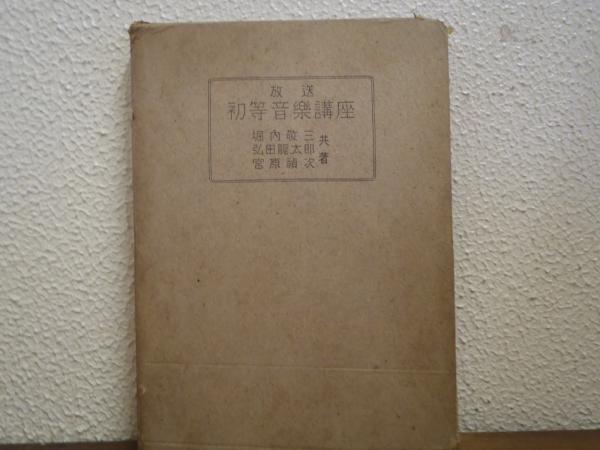 放送
初等音樂講座
堀内敬三
弘田龍太郎
宮原禎次
共著